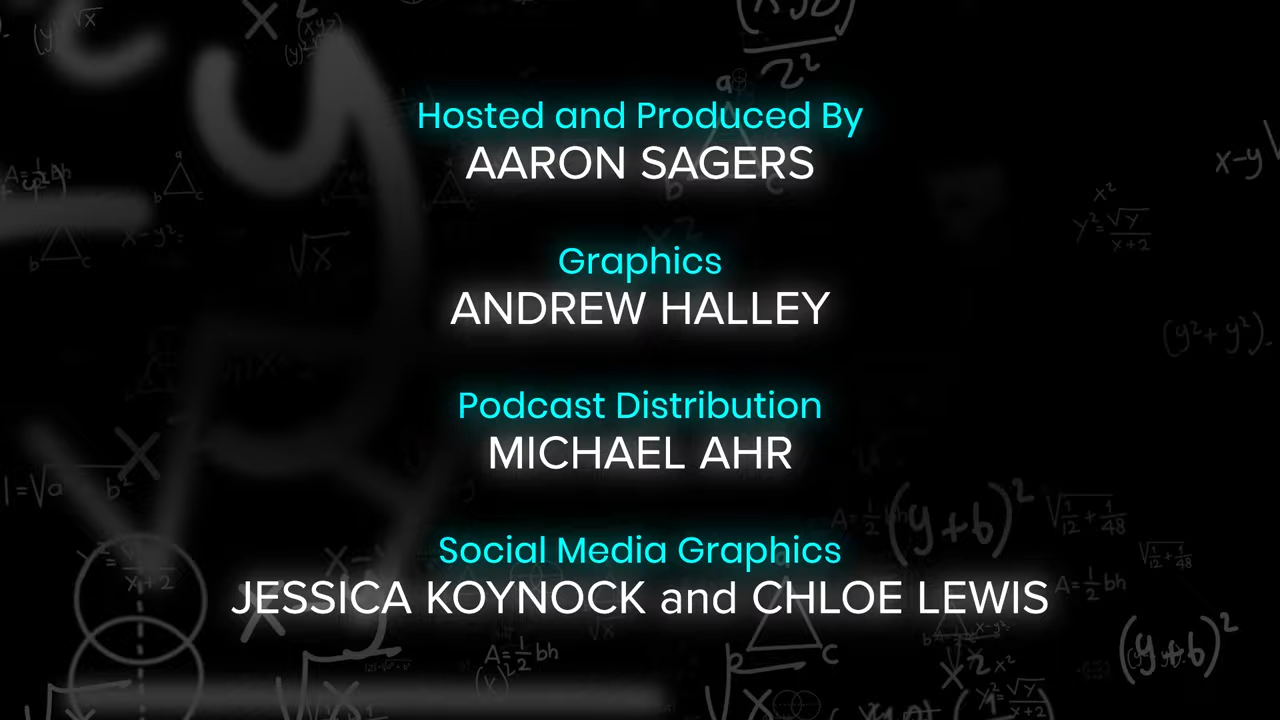 Hosted and Produced By
AARON SAGERS
Graphics
ANDREW HALLEY
Podcast Distribution
MICHAEL AHR
Social Media Graphics
JESSICA KOYNOCK and CHLOE LEWIS